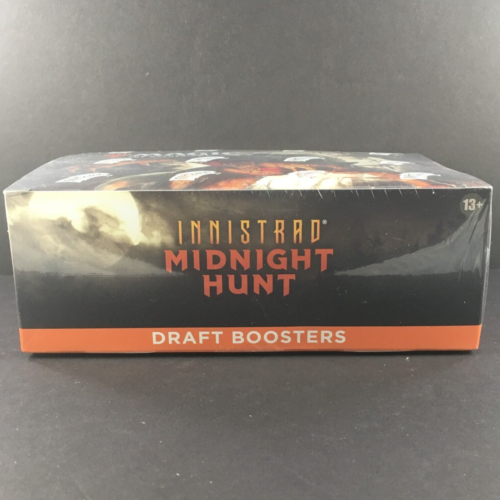 INNISTRAD®
MIDNIGHT
HUNT
13+
DRAFT BOOSTERS